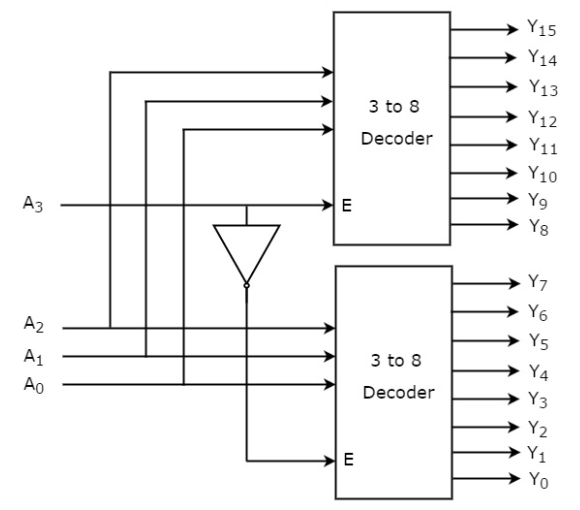 Y₁₅
Y₁₄
Y₁₃
3 to 8
Y₁₂
Decoder
Y₁₁
Y₁₀
A₃
E
Y₉
Y₈
Y₇
Y₆
A₂
Y₅
A₁
3 to 8
Y₄
A₀
Decoder
Y₃
Y₂
E
Y₁
Y₀